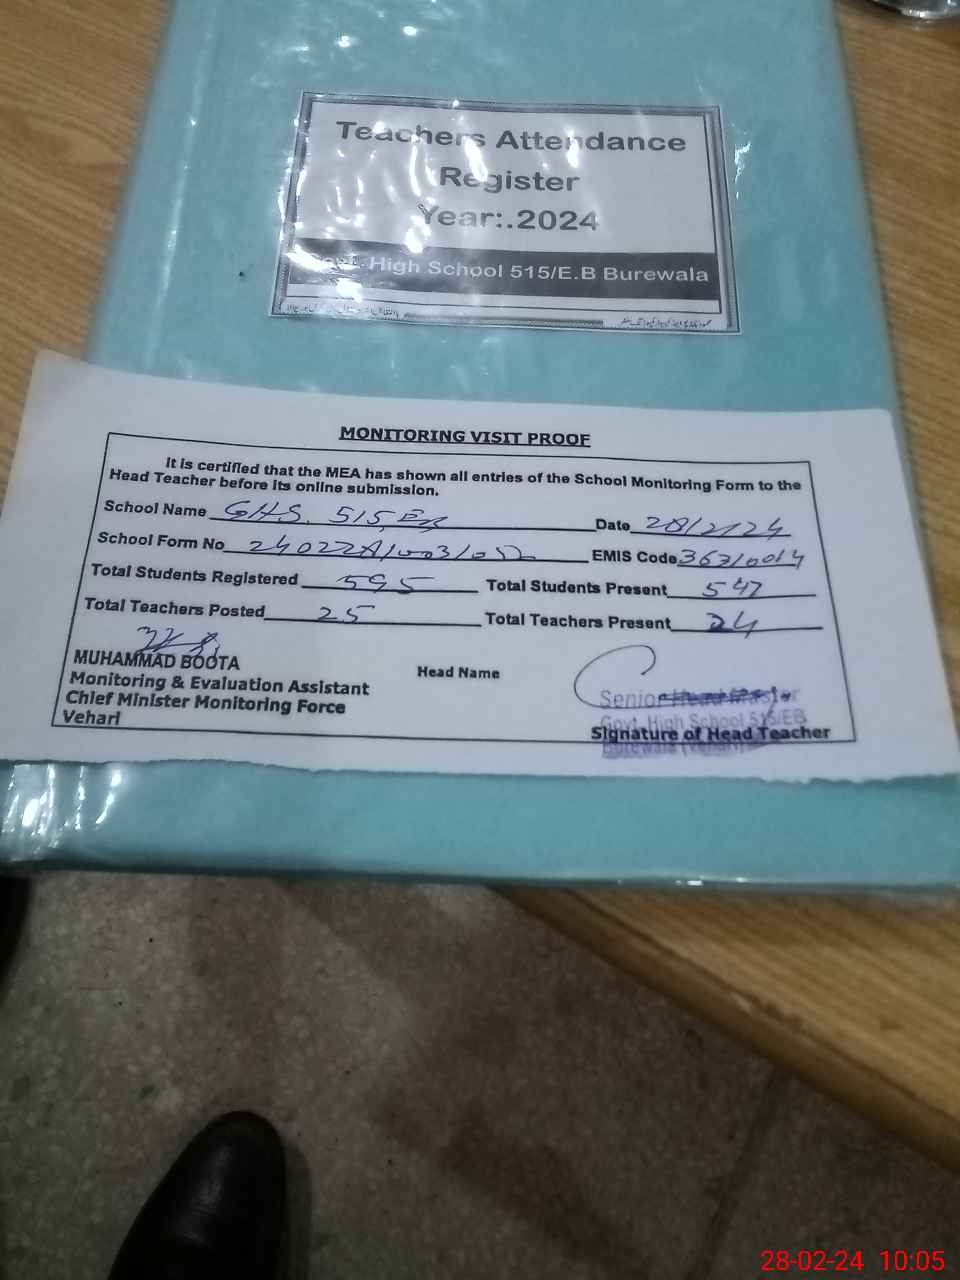 Teachers Attendance
Register
Year:.2024
High School 515/E.B Burewala
MONITORING VISIT PROOF
It is certified that the MEA has shown all entries of the School Monitoring Form to the
Head Teacher before its online submission.
School Name GHS. 515 EB Date 28/2/24
School Form No EMIS Code
Total Students Registered 595 Total Students Present 547
Total Teachers Posted 25 Total Teachers Present 24
MUHAMMAD BOOTA
Monitoring & Evaluation Assistant
Chief Minister Monitoring Force
Vehari
Head Name
Senior Head Master
Govt. High School 515/EB
Signature of Head Teacher
Burewala (Vehari)
28-02-24 10:05